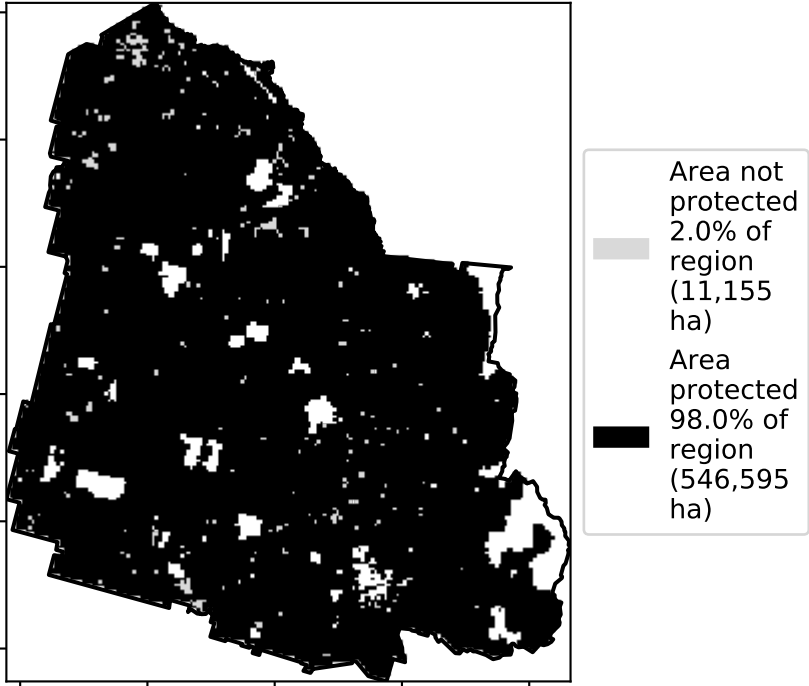 Area not
protected
2.0% of
region
(11,155
ha)
Area
protected
98.0% of
region
(546,595
ha)